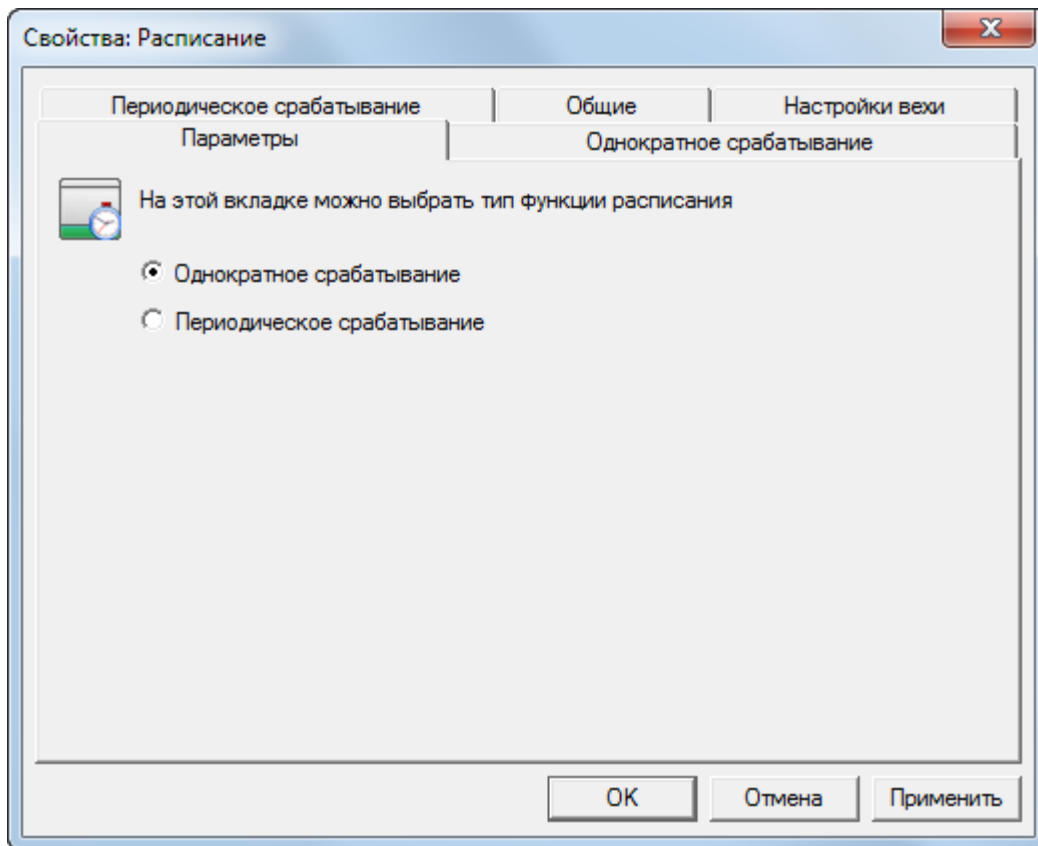 Свойства: Расписание
Периодическое срабатывание Общие Настройки вехи
Параметры Однократное срабатывание
На этой вкладке можно выбрать тип функции расписания
Однократное срабатывание
Периодическое срабатывание
OK Отмена Применить